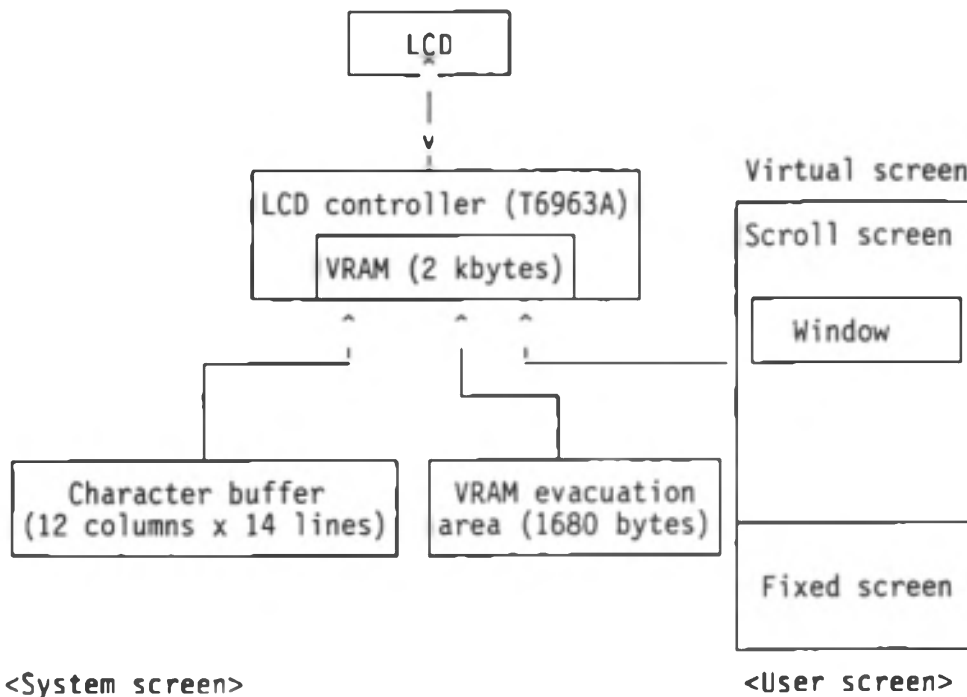 LCD
LCD controller (T6963A)
VRAM (2 kbytes)
Virtual screen
Scroll screen
Window
Character buffer
(12 columns x 14 lines)
VRAM evacuation
area (1680 bytes)
Fixed screen
<System screen>
<User screen>